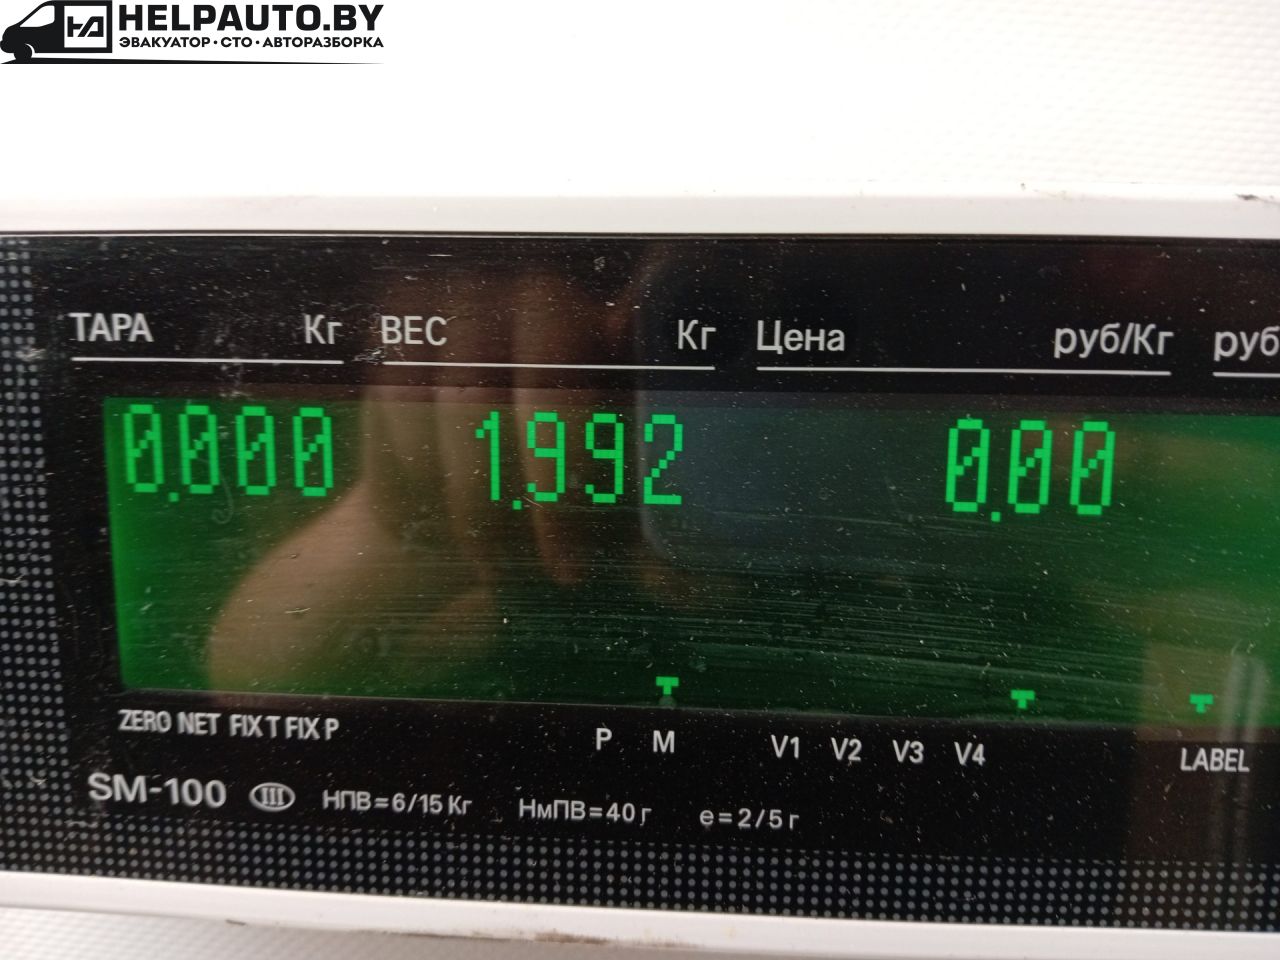 HELPAUTO.BY
ЭВАКУАТОР·СТО·АВТОРАЗБОРКА
ТАРА Кг ВЕС Кг Цена руб/Кг руб
0.000 1.992 0.00
ZERO NET FIX T FIX P P M V1 V2 V3 V4 LABEL
SM-100 III НПВ=6/15 Кг НмПВ=40 г e=2/5 г